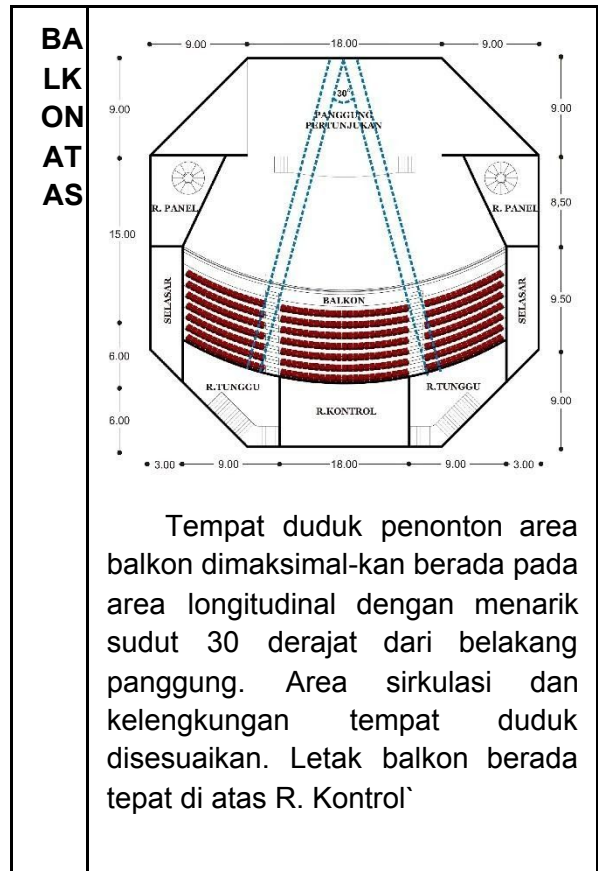 BA
LK
ON
AT
AS
9.00 18.00 9.00
30°
PANGGUNG
PERTUNJUKAN
9.00
9.00
R. PANEL
R. PANEL
8,50
15.00
SELASAR
BALKON
SELASAR
9.50
6.00
R.TUNGGU
R.TUNGGU
R.KONTROL
9.00
6.00
3.00 9.00 18.00 9.00 3.00
Tempat duduk penonton area
balkon dimaksimal-kan berada pada
area longitudinal dengan menarik
sudut 30 derajat dari belakang
panggung. Area sirkulasi dan
kelengkungan tempat duduk
disesuaikan. Letak balkon berada
tepat di atas R. Kontrol`